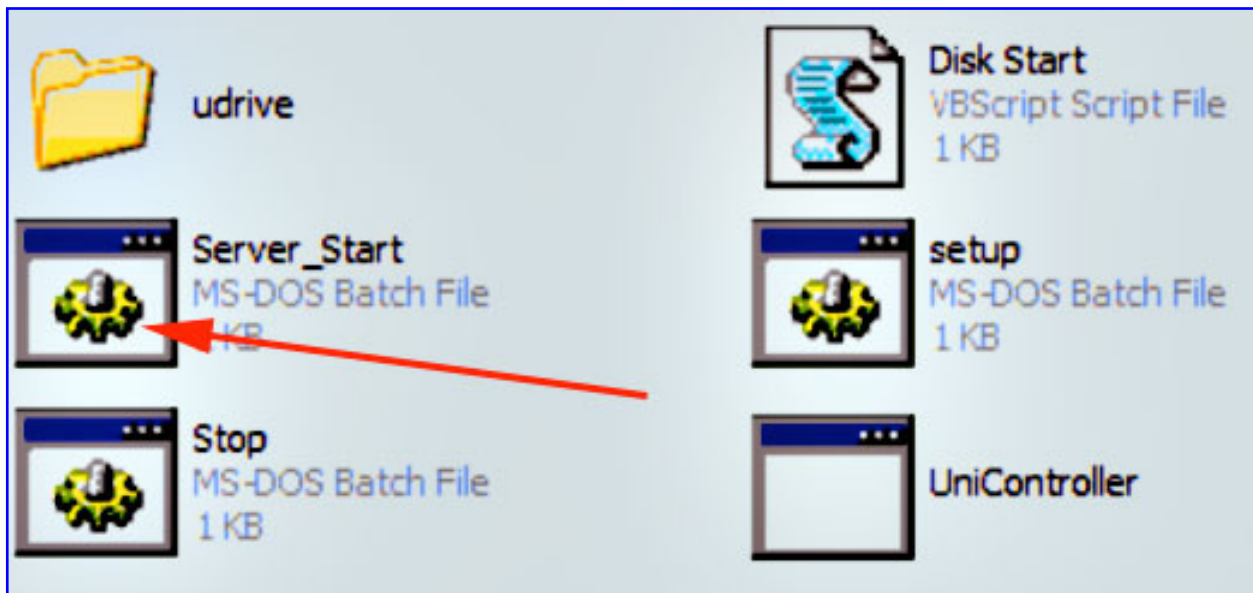 udrive
Disk Start
VBScript Script File
1 KB
Server_Start
MS-DOS Batch File
KB
setup
MS-DOS Batch File
1 KB
Stop
MS-DOS Batch File
1 KB
UniController